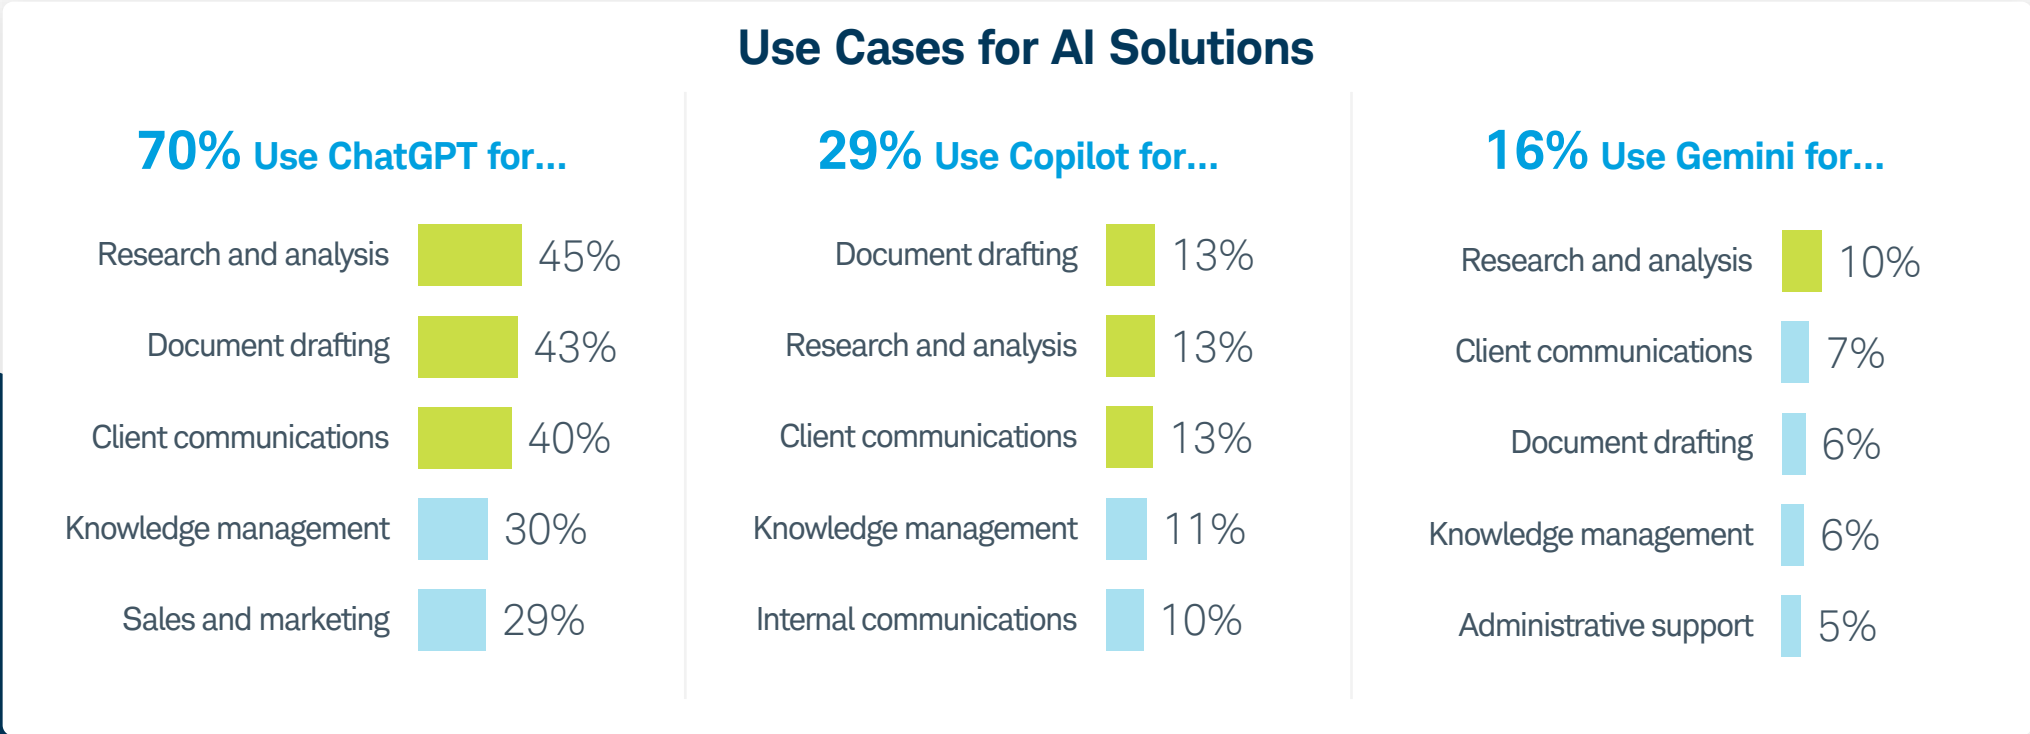 Use Cases for AI Solutions
70% Use ChatGPT for...
Research and analysis 45%
Document drafting 43%
Client communications 40%
Knowledge management 30%
Sales and marketing 29%
29% Use Copilot for...
Document drafting 13%
Research and analysis 13%
Client communications 13%
Knowledge management 11%
Internal communications 10%
16% Use Gemini for...
Research and analysis 10%
Client communications 7%
Document drafting 6%
Knowledge management 6%
Administrative support 5%